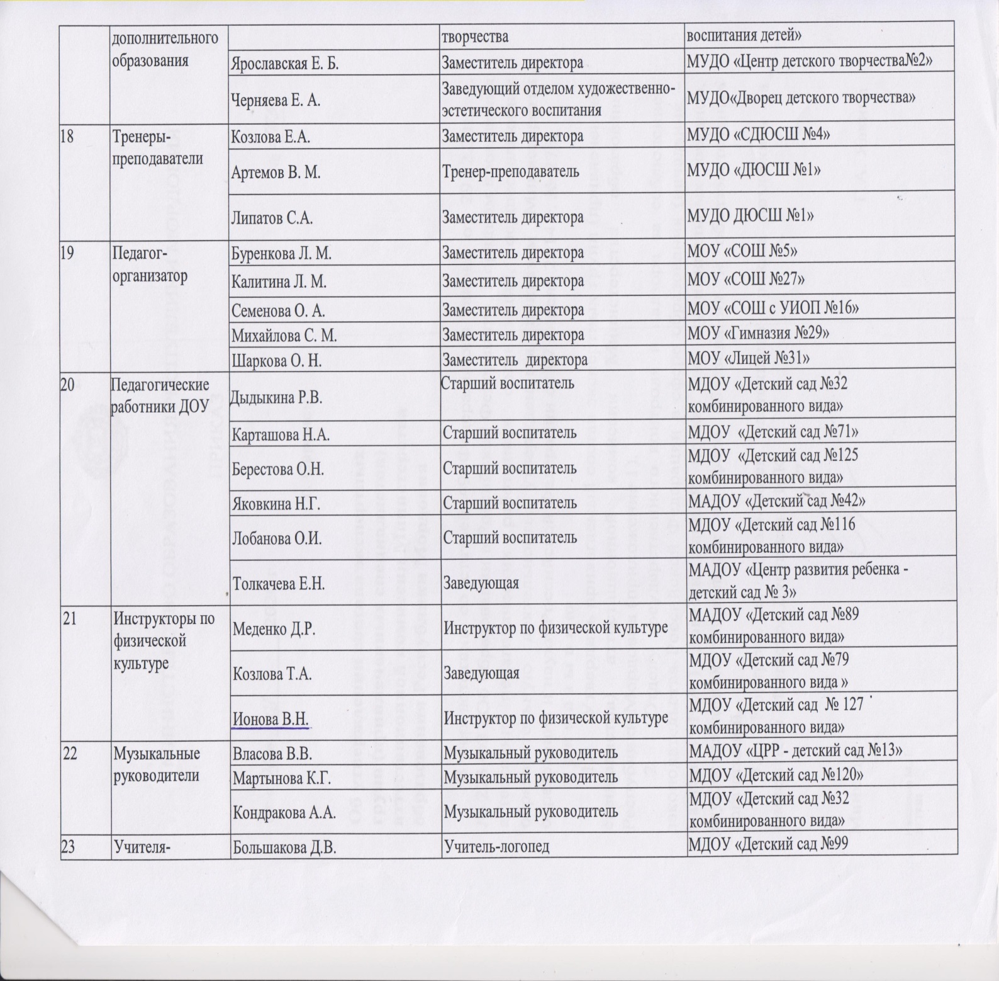 дополнительного
образования
творчества
воспитания детей»
Ярославская Е. Б.
Заместитель директора
МУДО «Центр детского творчества№2»
Черняева Е. А.
Заведующий отделом художественно-
эстетического воспитания
МУДО«Дворец детского творчества»
18
Тренеры-
преподаватели
Козлова Е.А.
Заместитель директора
МУДО «СДЮСШ №4»
Артемов В. М.
Тренер-преподаватель
МУДО «ДЮСШ №1»
Липатов С.А.
Заместитель директора
МУДО ДЮСШ №1»
19
Педагог-
организатор
Буренкова Л. М.
Заместитель директора
МОУ «СОШ №5»
Калитина Л. М.
Заместитель директора
МОУ «СОШ №27»
Семенова О. А.
Заместитель директора
МОУ «СОШ с УИОП №16»
Михайлова С. М.
Заместитель директора
МОУ «Гимназия №29»
Шаркова О. Н.
Заместитель директора
МОУ «Лицей №31»
20
Педагогические
работники ДОУ
Дыдыкина Р.В.
Старший воспитатель
МДОУ «Детский сад №32
комбинированного вида»
Карташова Н.А.
Старший воспитатель
МДОУ «Детский сад №71»
Берестова О.Н.
Старший воспитатель
МДОУ «Детский сад №125
комбинированного вида»
Яковкина Н.Г.
Старший воспитатель
МАДОУ «Детский сад №42»
Лобанова О.И.
Старший воспитатель
МДОУ «Детский сад №116
комбинированного вида»
Толкачева Е.Н.
Заведующая
МАДОУ «Центр развития ребенка -
детский сад № 3»
21
Инструкторы по
физической
культуре
Меденко Д.Р.
Инструктор по физической культуре
МАДОУ «Детский сад №89
комбинированного вида»
Козлова Т.А.
Заведующая
МДОУ «Детский сад №79
комбинированного вида »
Ионова В.Н.
Инструктор по физической культуре
МДОУ «Детский сад № 127
комбинированного вида»
22
Музыкальные
руководители
Власова В.В.
Музыкальный руководитель
МАДОУ «ЦРР - детский сад №13»
Мартынова К.Г.
Музыкальный руководитель
МДОУ «Детский сад №120»
Кондракова А.А.
Музыкальный руководитель
МДОУ «Детский сад №32
комбинированного вида»
23
Учителя-
Большакова Д.В.
Учитель-логопед
МДОУ «Детский сад №99